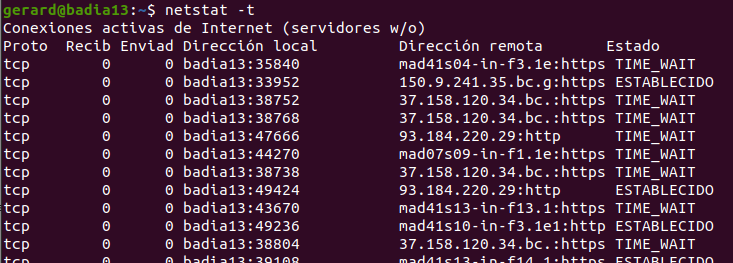 gerard@badia13:~$ netstat -t
Conexiones activas de Internet (servidores w/o)
Proto  Recib Enviad Dirección local         Dirección remota       Estado
tcp        0      0 badia13:35840           mad41s04-in-f3.1e:https TIME_WAIT
tcp        0      0 badia13:33952           150.9.241.35.bc.g:https ESTABLECIDO
tcp        0      0 badia13:38752           37.158.120.34.bc.:https TIME_WAIT
tcp        0      0 badia13:38768           37.158.120.34.bc.:https TIME_WAIT
tcp        0      0 badia13:47666           93.184.220.29:http      TIME_WAIT
tcp        0      0 badia13:44270           mad07s09-in-f1.1e:https TIME_WAIT
tcp        0      0 badia13:38738           37.158.120.34.bc.:https TIME_WAIT
tcp        0      0 badia13:49424           93.184.220.29:http      ESTABLECIDO
tcp        0      0 badia13:43670           mad41s13-in-f13.1:https TIME_WAIT
tcp        0      0 badia13:49236           mad41s10-in-f3.1e1:http ESTABLECIDO
tcp        0      0 badia13:38804           37.158.120.34.bc.:https TIME_WAIT
tcp        0      0 badia13:39108           mad41s13-in-f14.1:https TIME_WAIT